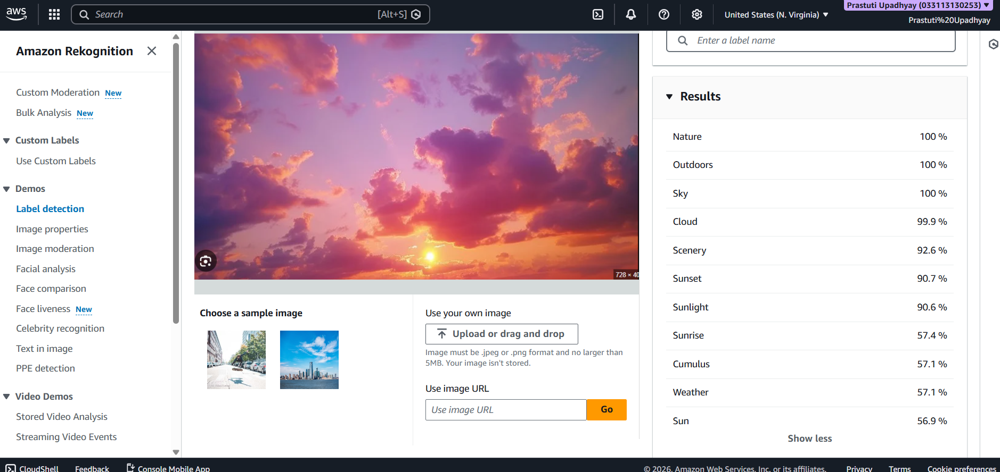 aws
Search [Alt+S]
United States (N. Virginia) ▼
Prastuti Upadhyay (033113130253) ▼
Prastuti%20Upadhyay
Amazon Rekognition
Custom Moderation New
Bulk Analysis New
Custom Labels
Use Custom Labels
Demos
Label detection
Image properties
Image moderation
Facial analysis
Face comparison
Face liveness New
Celebrity recognition
Text in image
PPE detection
Video Demos
Stored Video Analysis
Streaming Video Events
728 × 40
Choose a sample image
Use your own image
Upload or drag and drop
Image must be .jpeg or .png format and no larger than
5MB. Your image isn't stored.
Use image URL
Use image URL Go
Enter a label name
Results
Nature 100 %
Outdoors 100 %
Sky 100 %
Cloud 99.9 %
Scenery 92.6 %
Sunset 90.7 %
Sunlight 90.6 %
Sunrise 57.4 %
Cumulus 57.1 %
Weather 57.1 %
Sun 56.9 %
Show less
CloudShell Feedback Console Mobile App © 2026, Amazon Web Services, Inc. or its affiliates. Privacy Terms Cookie preferences